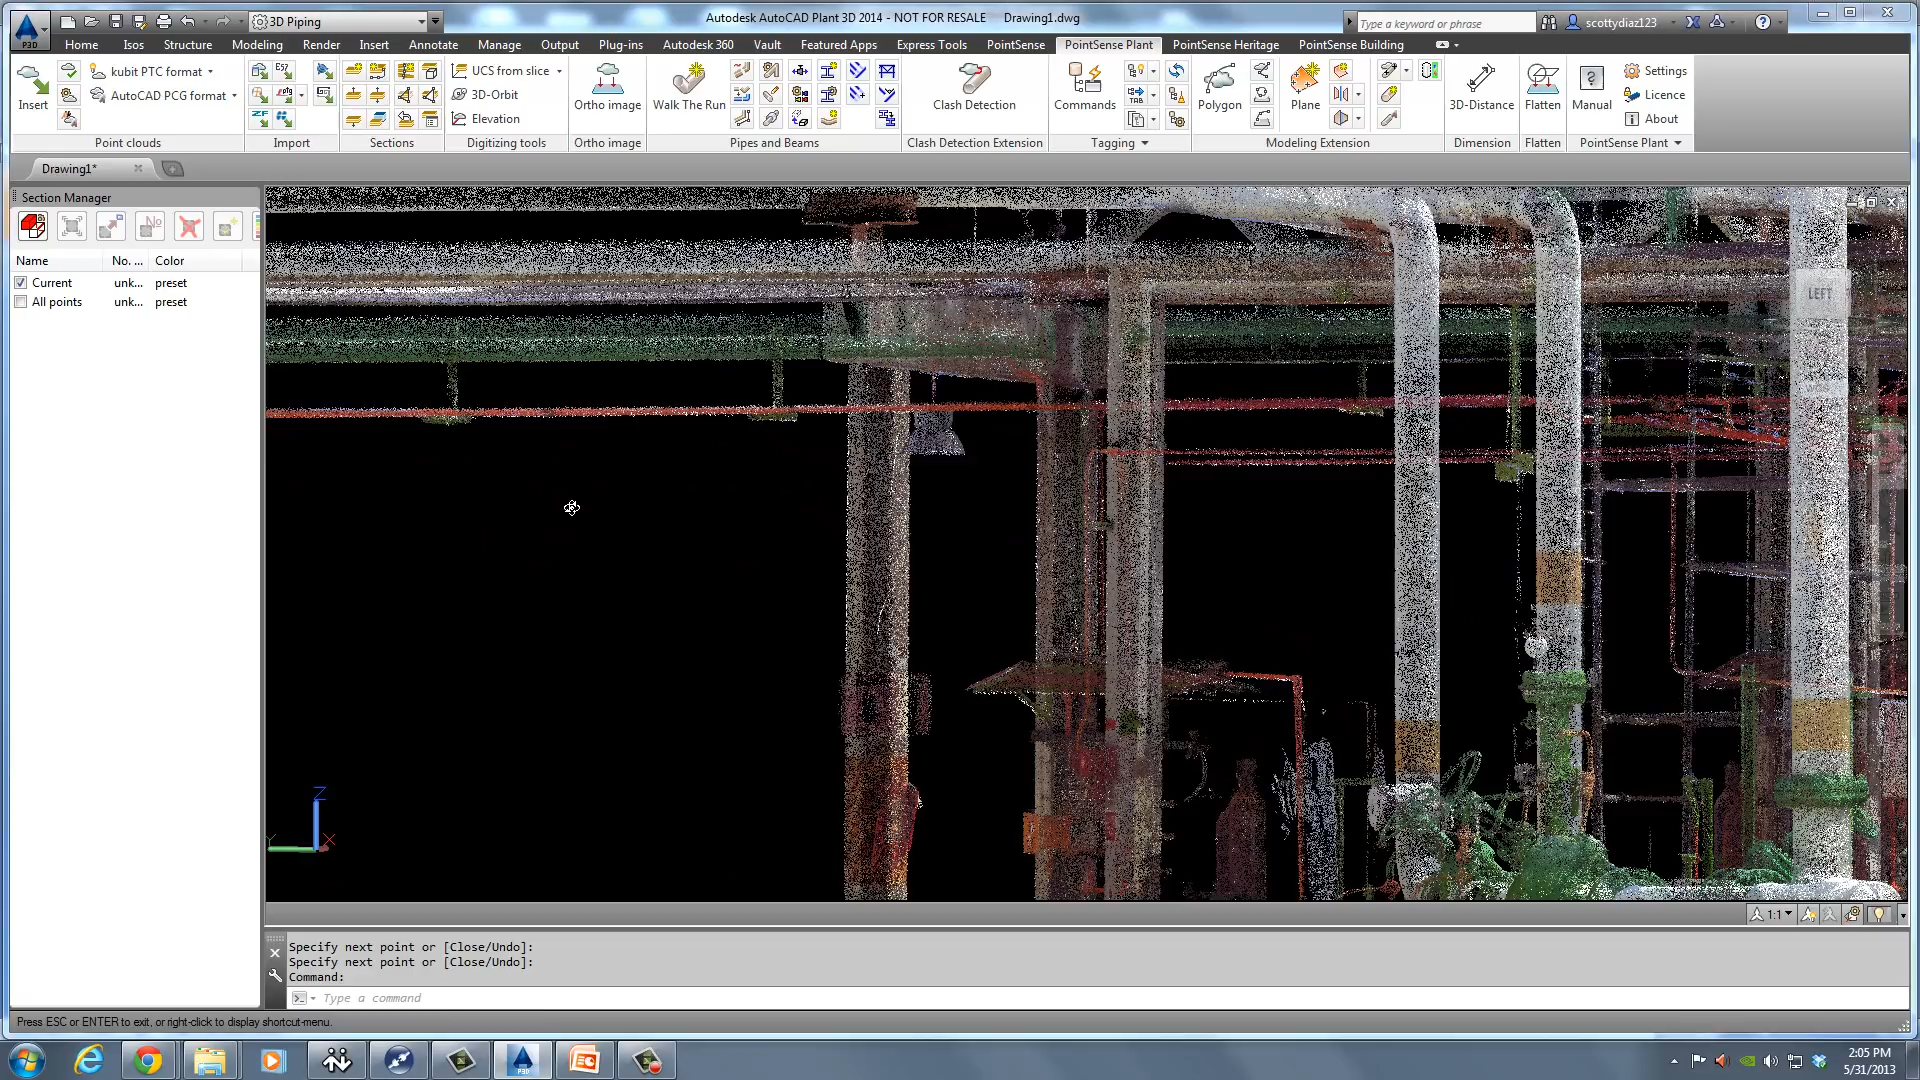 3D Piping
Autodesk AutoCAD Plant 3D 2014 - NOT FOR RESALE Drawing1.dwg
Type a keyword or phrase
scottydiaz123
P3D
Home Isos Structure Modeling Render Insert Annotate Manage Output Plug-ins Autodesk 360 Vault Featured Apps Express Tools PointSense PointSense Plant PointSense Heritage PointSense Building
kubit PTC format
AutoCAD PCG format
Insert
E57
ZF
UCS from slice
3D-Orbit
Elevation
Ortho image
Walk The Run
Clash Detection
Commands
TAB
Polygon
Plane
3D-Distance
Flatten
Manual
Settings
Licence
About
Point clouds Import Sections Digitizing tools Ortho image Pipes and Beams Clash Detection Extension Tagging Modeling Extension Dimension Flatten PointSense Plant
Drawing1*
Section Manager
Name No. ... Color
Current unk... preset
All points unk... preset
LEFT
Z
Y
X
1:1
Specify next point or [Close/Undo]:
Specify next point or [Close/Undo]:
Command:
Type a command
Press ESC or ENTER to exit, or right-click to display shortcut-menu.
P3D
2:05 PM
5/31/2013